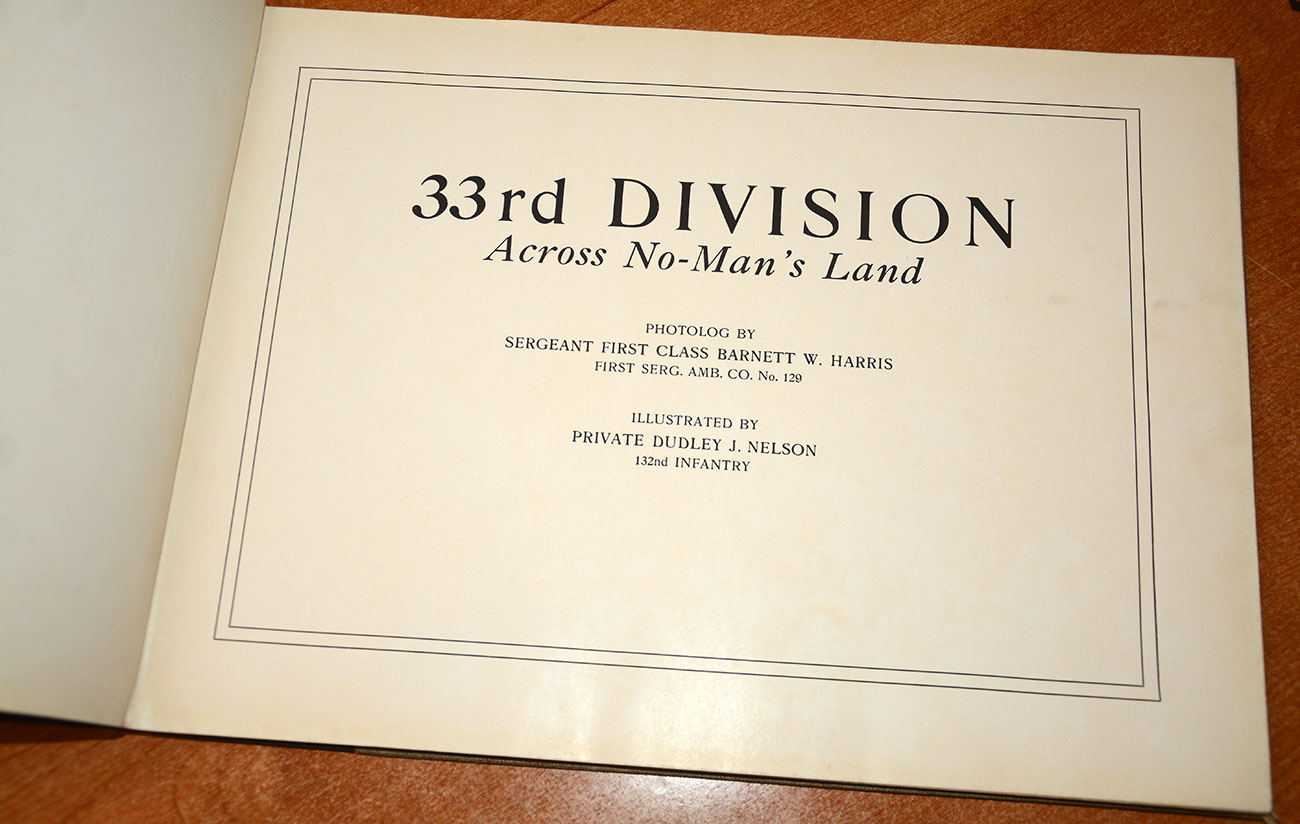 33rd DIVISION
Across No-Man's Land
PHOTOLOG BY
SERGEANT FIRST CLASS BARNETT W. HARRIS
FIRST SERG. AMB. CO. No. 129
ILLUSTRATED BY
PRIVATE DUDLEY J. NELSON
132nd INFANTRY